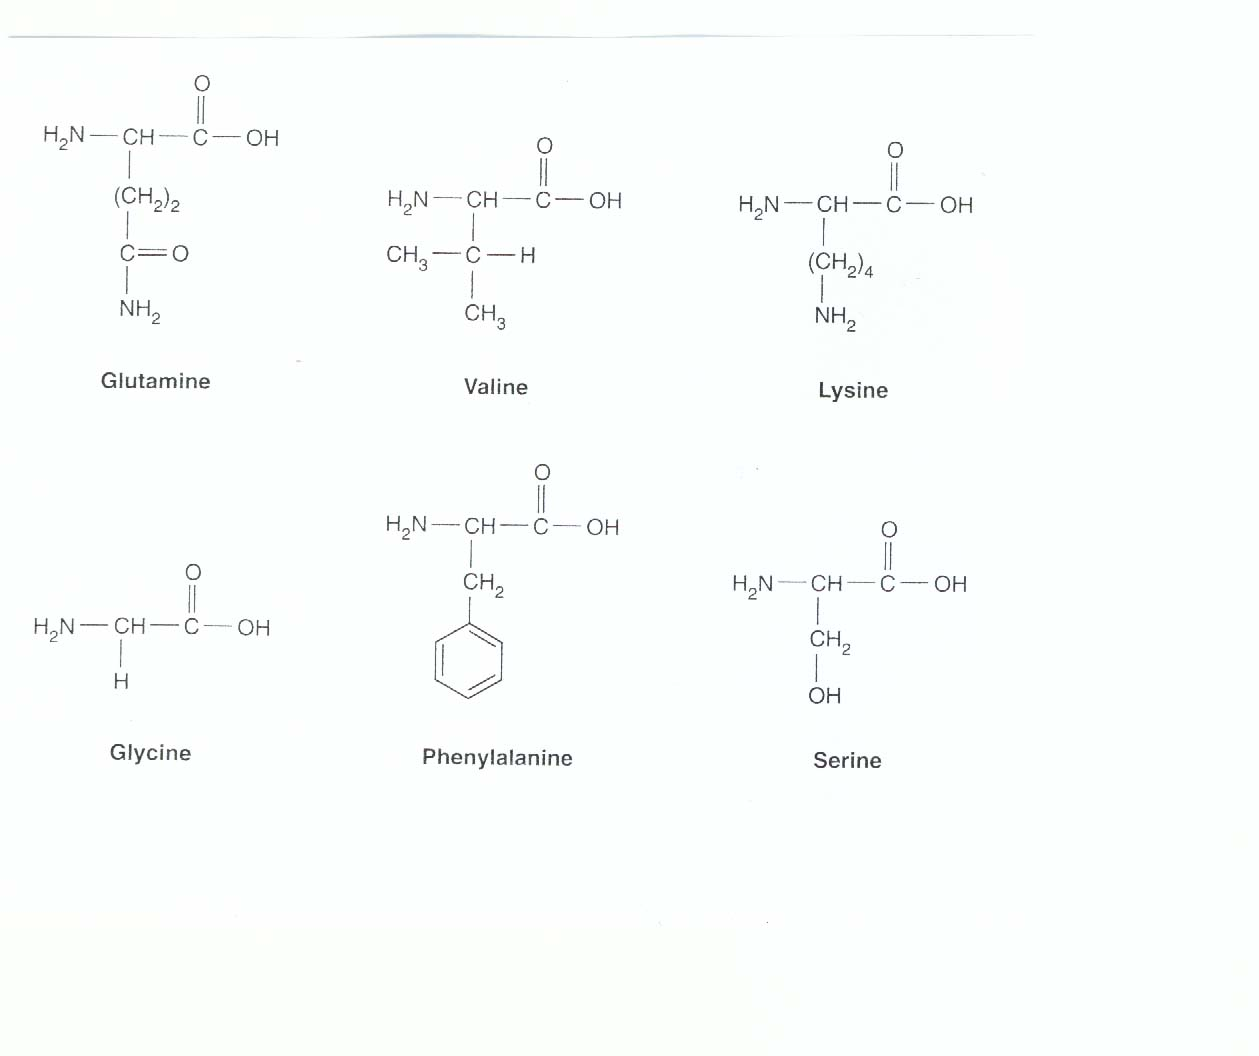 O
H₂N—CH—C—OH
(CH₂)₂
C=O
NH₂
Glutamine
O
H₂N—CH—C—OH
CH₃—C—H
CH₃
Valine
O
H₂N—CH—C—OH
(CH₂)₄
NH₂
Lysine
O
H₂N—CH—C—OH
H
Glycine
O
H₂N—CH—C—OH
CH₂
Phenylalanine
O
H₂N—CH—C—OH
CH₂
OH
Serine